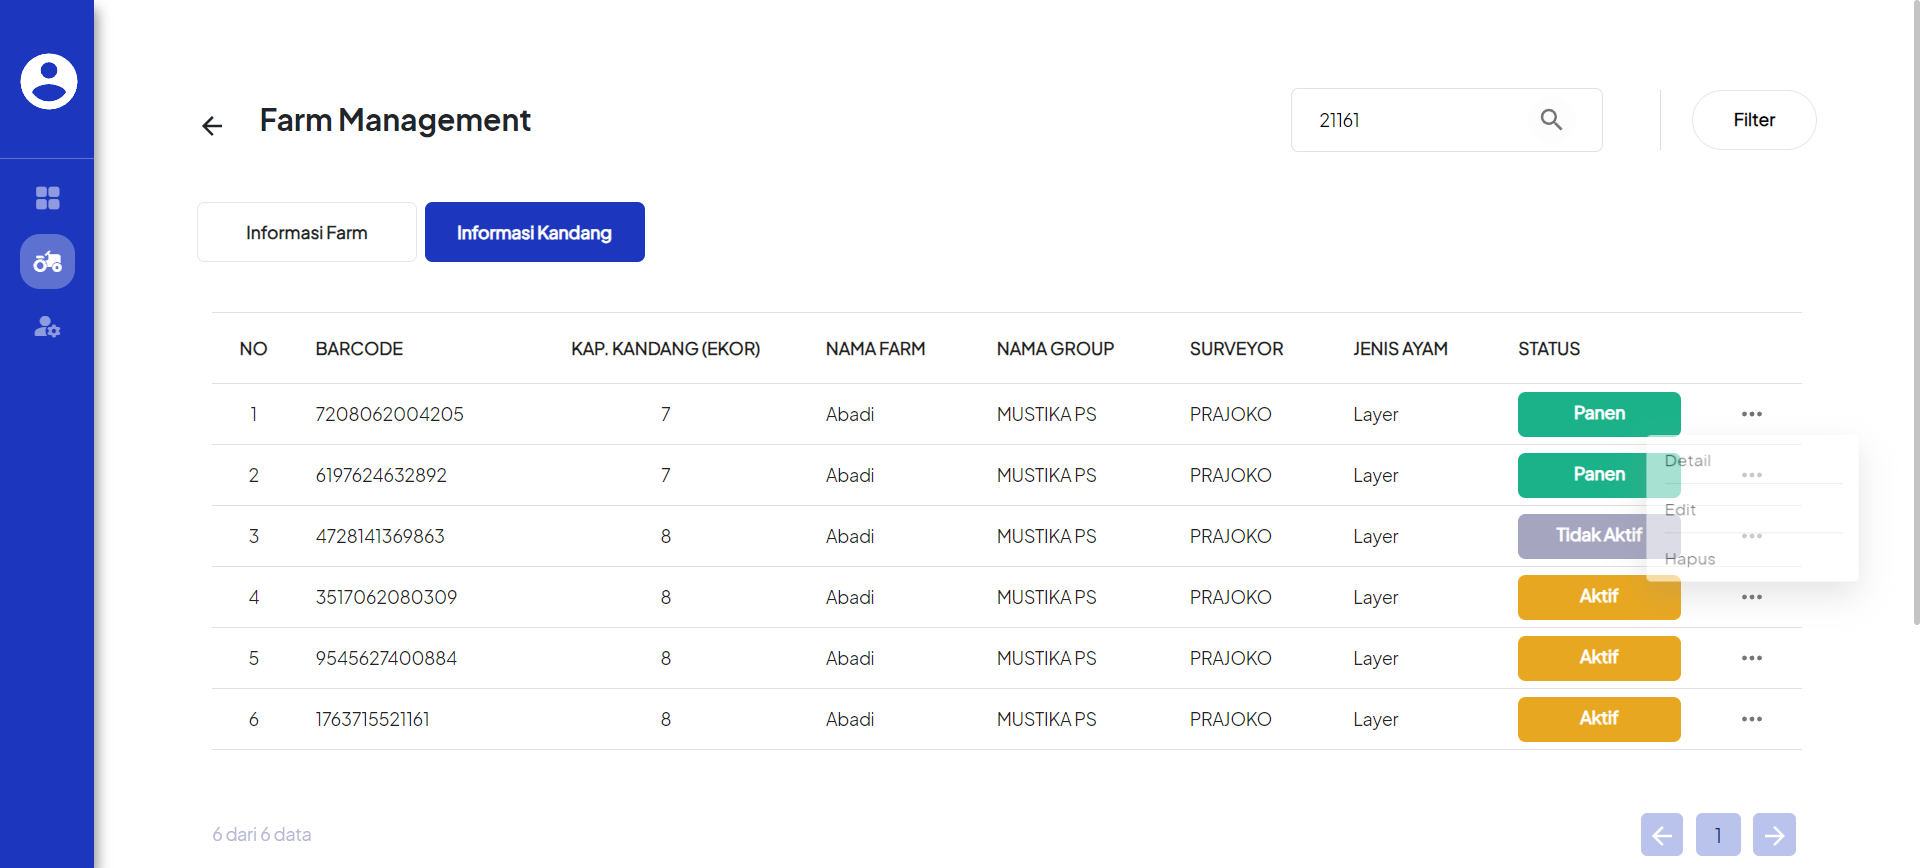 Farm Management
21161
Filter
Informasi Farm
Informasi Kandang
NO BARCODE KAP. KANDANG (EKOR) NAMA FARM NAMA GROUP SURVEYOR JENIS AYAM STATUS
1 7208062004205 7 Abadi MUSTIKA PS PRAJOKO Layer Panen
2 6197624632892 7 Abadi MUSTIKA PS PRAJOKO Layer Panen
3 4728141369863 8 Abadi MUSTIKA PS PRAJOKO Layer Tidak Aktif
4 3517062080309 8 Abadi MUSTIKA PS PRAJOKO Layer Aktif
5 9545627400884 8 Abadi MUSTIKA PS PRAJOKO Layer Aktif
6 1763715521161 8 Abadi MUSTIKA PS PRAJOKO Layer Aktif
Detail
Edit
Hapus
6 dari 6 data
1